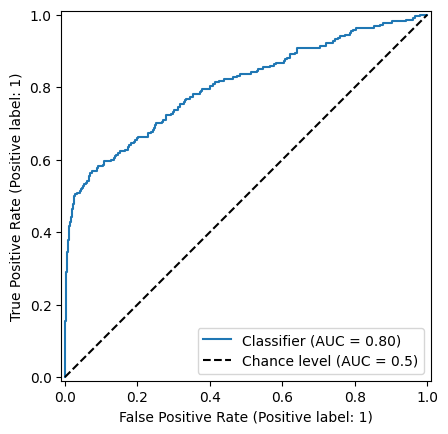 1.0
0.8
0.6
0.4
0.2
0.0
True Positive Rate (Positive label: 1)
Classifier (AUC = 0.80)
Chance level (AUC = 0.5)
0.0 0.2 0.4 0.6 0.8 1.0
False Positive Rate (Positive label: 1)